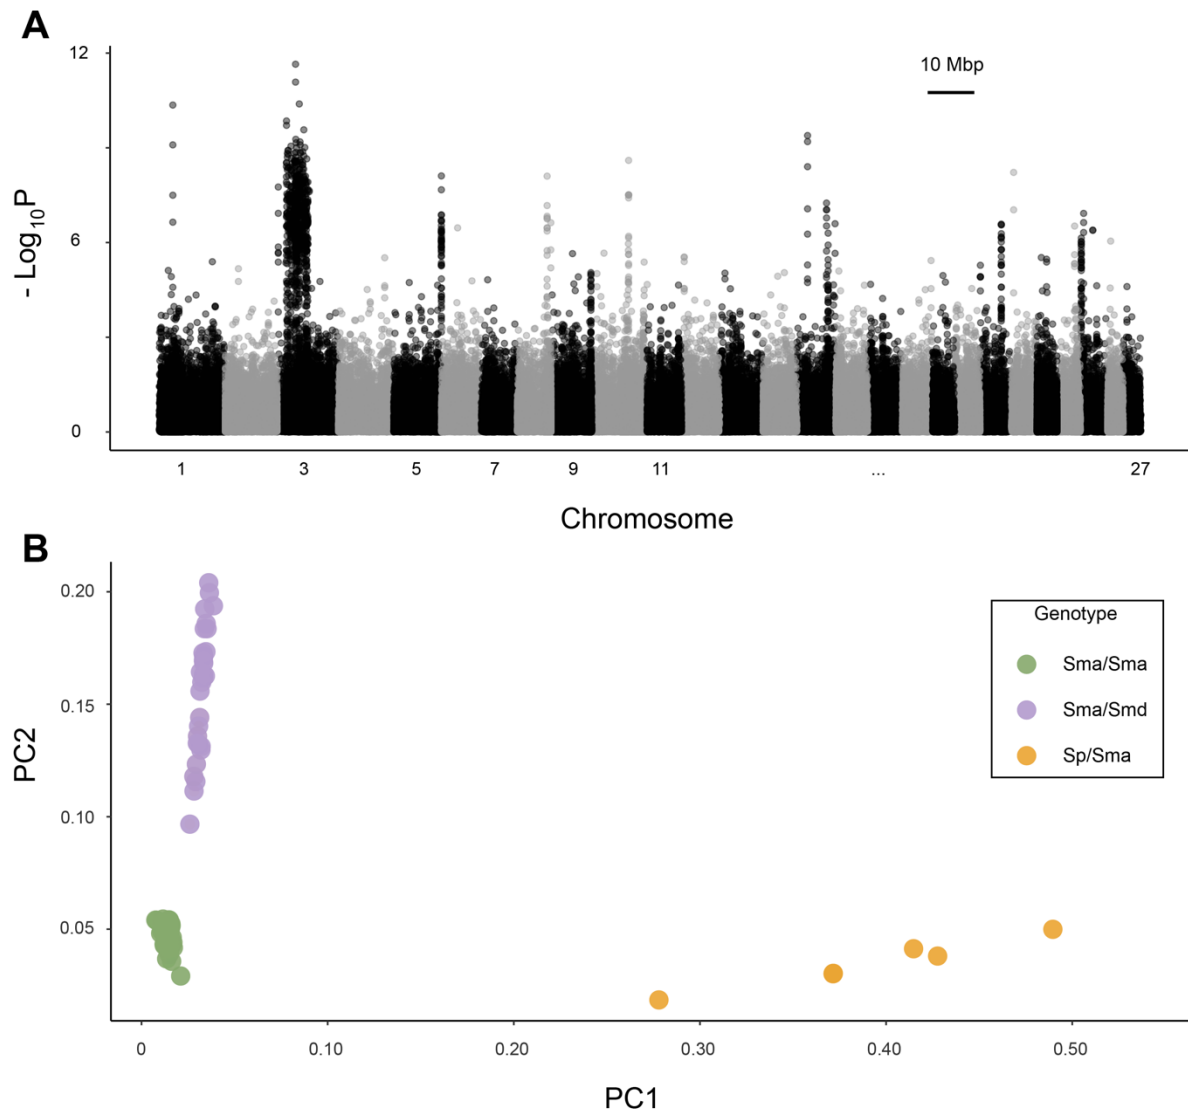 A
12
10 Mbp
- Log10P
6
0
1 3 5 7 9 11 ... 27
Chromosome
B
0.20
Genotype
Sma/Sma
0.15
Sma/Smd
PC2
Sp/Sma
0.10
0.05
0 0.10 0.20 0.30 0.40 0.50
PC1